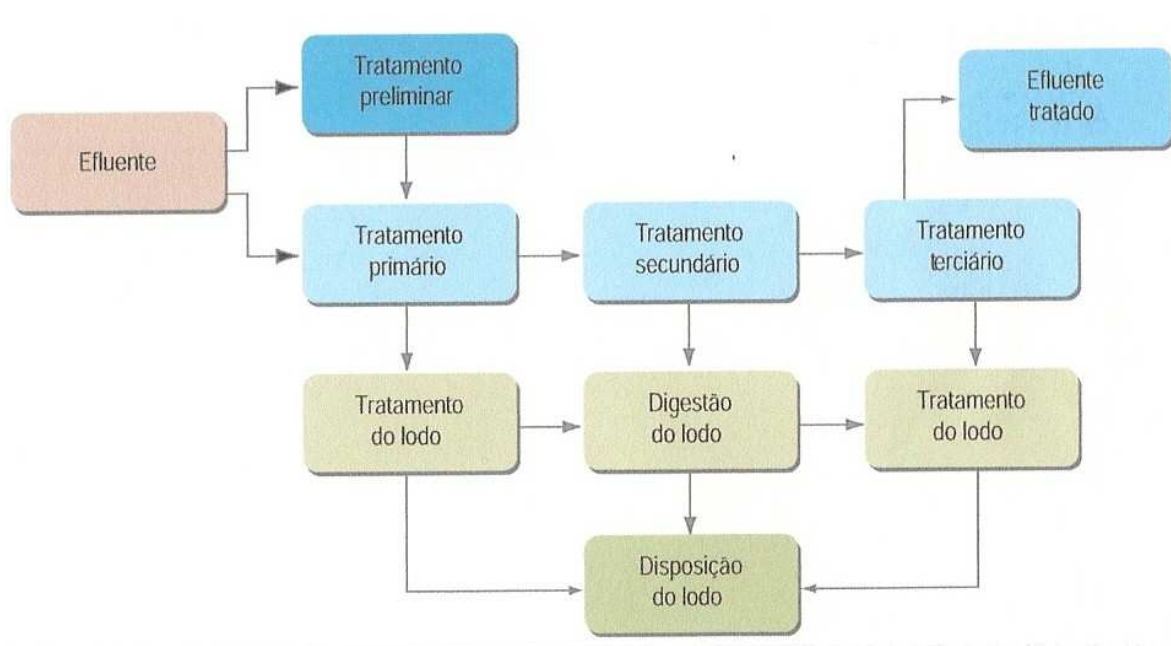 Tratamento
preliminar
Efluente
tratado
Efluente
Tratamento
primário
Tratamento
secundário
Tratamento
terciário
Tratamento
do lodo
Digestão
do lodo
Tratamento
do lodo
Disposição
do lodo